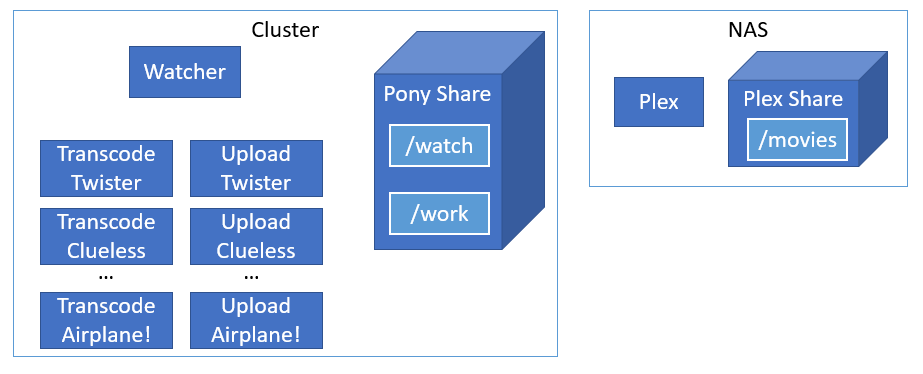 Cluster
Watcher
Transcode
Twister
Upload
Twister
Transcode
Clueless
Upload
Clueless
...
...
Transcode
Airplane!
Upload
Airplane!
Pony Share
/watch
/work
NAS
Plex
Plex Share
/movies